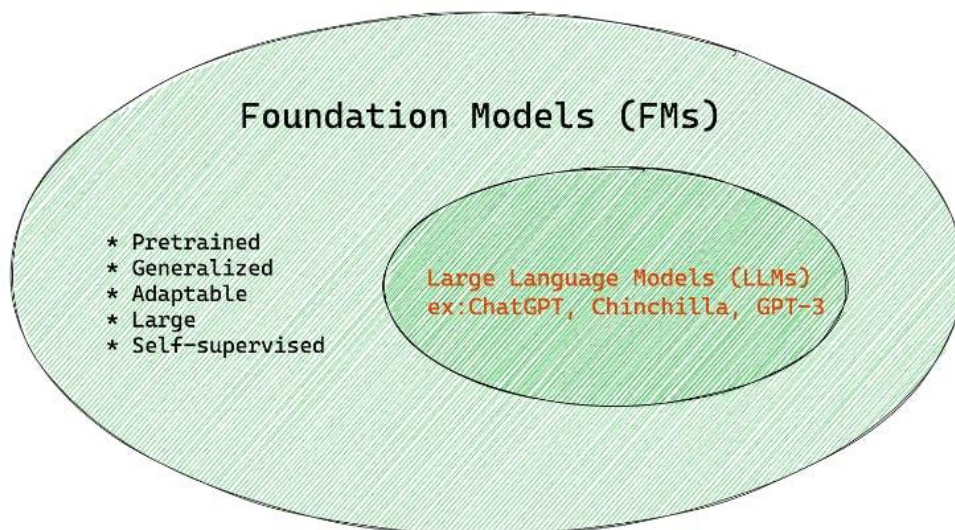 Foundation Models (FMs)
* Pretrained
* Generalized
* Adaptable
* Large
* Self-supervised
Large Language Models (LLMs)
ex:ChatGPT, Chinchilla, GPT-3